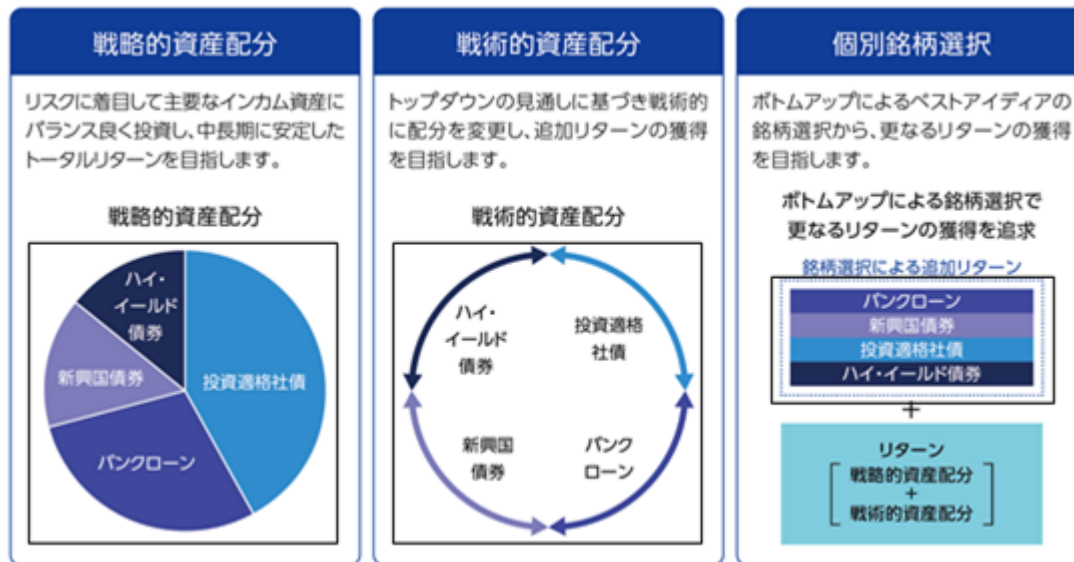 戦略的資産配分
リスクに着目して主要なインカム資産に
バランス良く投資し、中長期に安定した
トータルリターンを目指します。
戦略的資産配分
ハイ・
イールド
債券
新興国債券
投資適格社債
バンクローン
戦術的資産配分
トップダウンの見通しに基づき戦術的
に配分を変更し、追加リターンの獲得
を目指します。
戦術的資産配分
ハイ・
イールド
債券
投資適格
社債
新興国
債券
バンク
ローン
個別銘柄選択
ボトムアップによるベストアイディアの
銘柄選択から、更なるリターンの獲得
を目指します。
ボトムアップによる銘柄選択で
更なるリターンの獲得を追求
銘柄選択による追加リターン
バンクローン
新興国債券
投資適格社債
ハイ・イールド債券
+
リターン
戦略的資産配分
+
戦術的資産配分